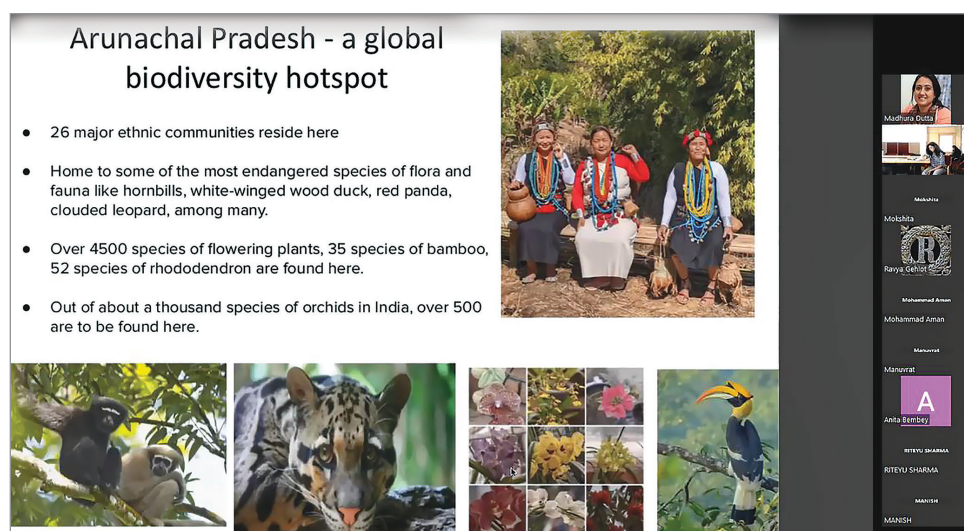 Arunachal Pradesh - a global
biodiversity hotspot
● 26 major ethnic communities reside here
● Home to some of the most endangered species of flora and
fauna like hornbills, white-winged wood duck, red panda,
clouded leopard, among many.
● Over 4500 species of flowering plants, 35 species of bamboo,
52 species of rhododendron are found here.
● Out of about a thousand species of orchids in India, over 500
are to be found here.
Madhura Dutta
Mokshita
Mokshita
R
Ravya Gehlot
Mohammad Aman
Mohammad Aman
Manuvrat
Manuvrat
A
Anita Bembey
RITEYU SHARMA
RITEYU SHARMA
MANISH
MANISH